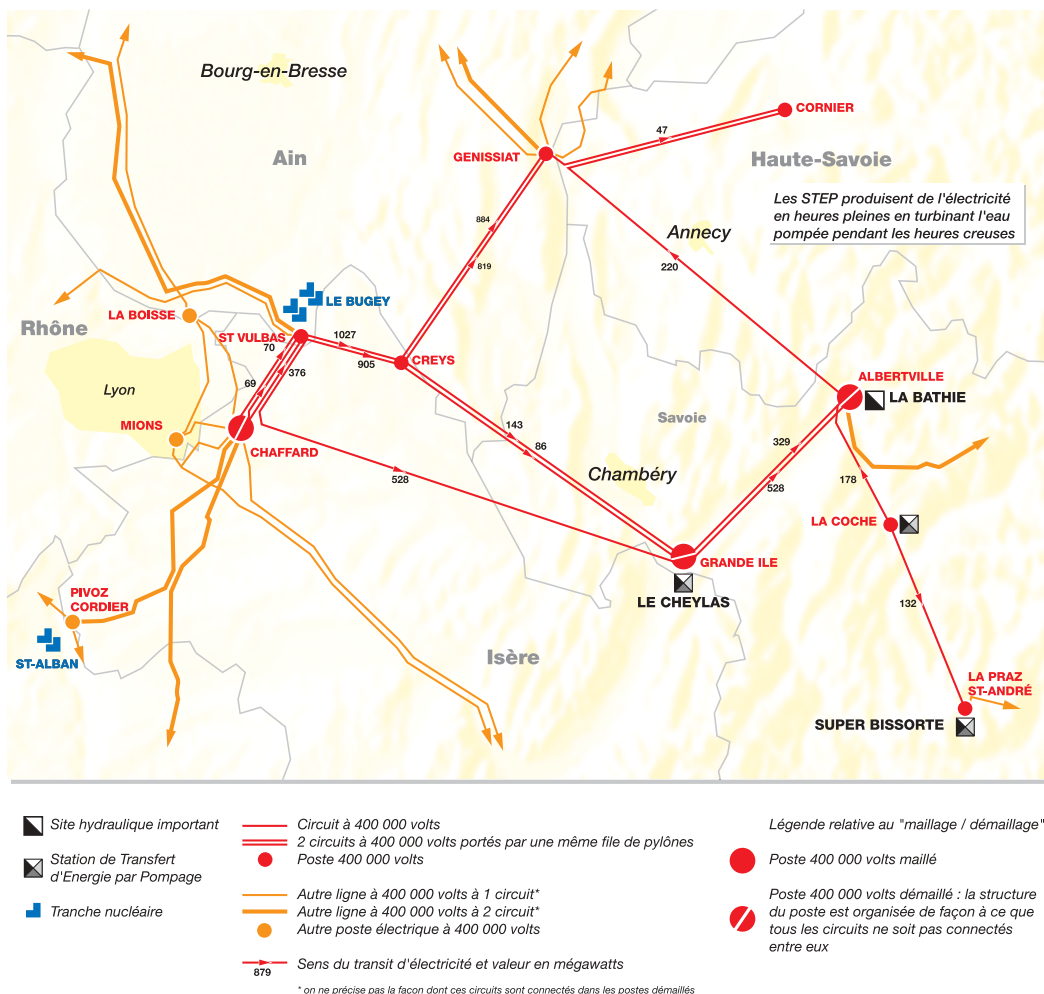 Bourg-en-Bresse
CORNIER
47
Ain
GENISSIAT
Haute-Savoie
Les STEP produisent de l'électricité
en heures pleines en turbinant l'eau
pompée pendant les heures creuses
884
Annecy
819
220
LE BUGEY
LA BOISSE
Rhône
ST VULBAS
1027
70
905
CREYS
376
69
Lyon
ALBERTVILLE
LA BATHIE
Savoie
MIONS
CHAFFARD
143
86
329
Chambéry
528
528
178
LA COCHE
GRANDE ILE
LE CHEYLAS
PIVOZ
CORDIER
132
ST-ALBAN
Isère
LA PRAZ
ST-ANDRÉ
SUPER BISSORTE
Site hydraulique important
Station de Transfert
d'Energie par Pompage
Tranche nucléaire
Circuit à 400 000 volts
2 circuits à 400 000 volts portés par une même file de pylônes
Poste 400 000 volts
Autre ligne à 400 000 volts à 1 circuit*
Autre ligne à 400 000 volts à 2 circuit*
Autre poste électrique à 400 000 volts
Sens du transit d'électricité et valeur en mégawatts
879
* on ne précise pas la façon dont ces circuits sont connectés dans les postes démaillés
Légende relative au "maillage / démaillage"
Poste 400 000 volts maillé
Poste 400 000 volts démaillé : la structure
du poste est organisée de façon à ce que
tous les circuits ne soit pas connectés
entre eux